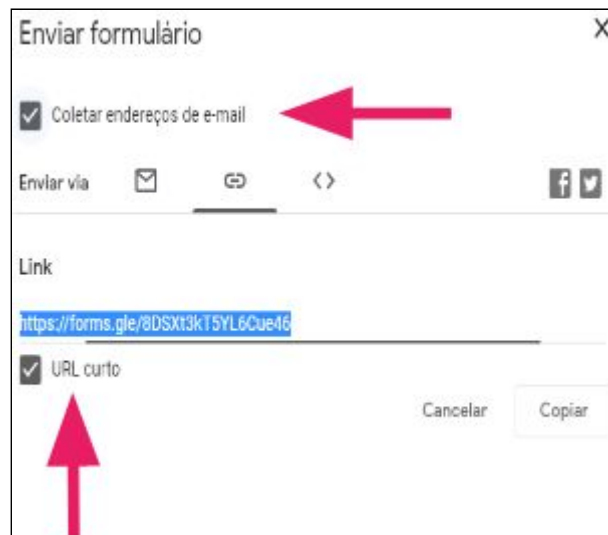 Enviar formulário X
Coletar endereços de e-mail
Enviar via
Link
https://forms.gle/8DSXt3kT5YL6Cue46
URL curto
Cancelar Copiar